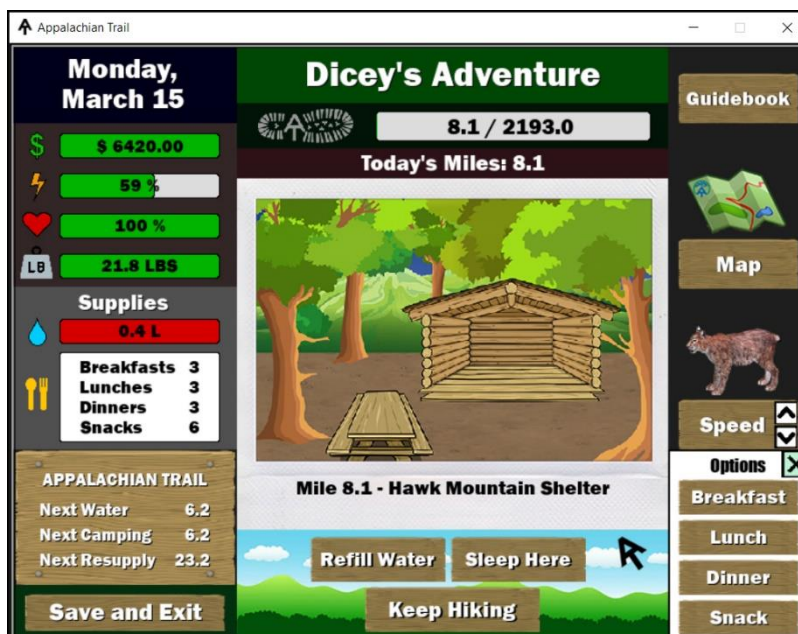 Appalachian Trail
Monday,
March 15
$ 6420.00
59 %
100 %
LB
21.8 LBS
Supplies
0.4 L
Breakfasts 3
Lunches 3
Dinners 3
Snacks 6
APPALACHIAN TRAIL
Next Water 6.2
Next Camping 6.2
Next Resupply 23.2
Save and Exit
Dicey's Adventure
8.1 / 2193.0
Today's Miles: 8.1
Mile 8.1 - Hawk Mountain Shelter
Refill Water
Sleep Here
Keep Hiking
Guidebook
Map
Speed
Options
Breakfast
Lunch
Dinner
Snack